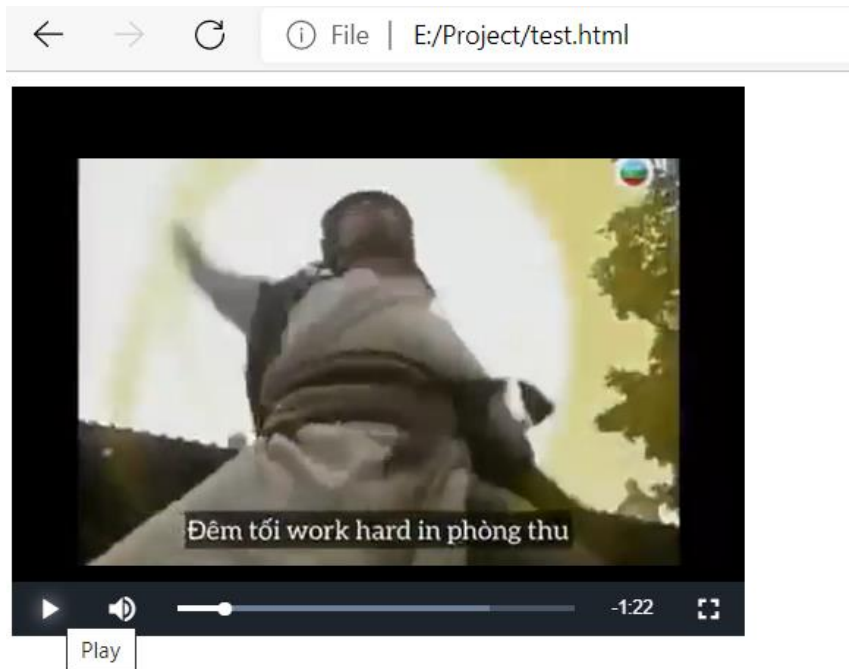 File | E:/Project/test.html
Đêm tối work hard in phòng thu
-1:22
Play